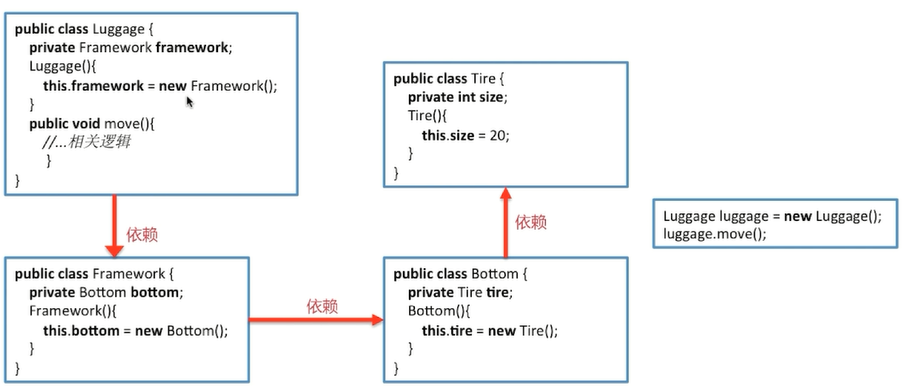 public class Luggage {
private Framework framework;
Luggage(){
this.framework = new Framework();
}
public void move(){
//...相关逻辑
}
}
依赖
public class Framework {
private Bottom bottom;
Framework(){
this.bottom = new Bottom();
}
}
依赖
public class Bottom {
private Tire tire;
Bottom(){
this.tire = new Tire();
}
}
依赖
public class Tire {
private int size;
Tire(){
this.size = 20;
}
}
Luggage luggage = new Luggage();
luggage.move();